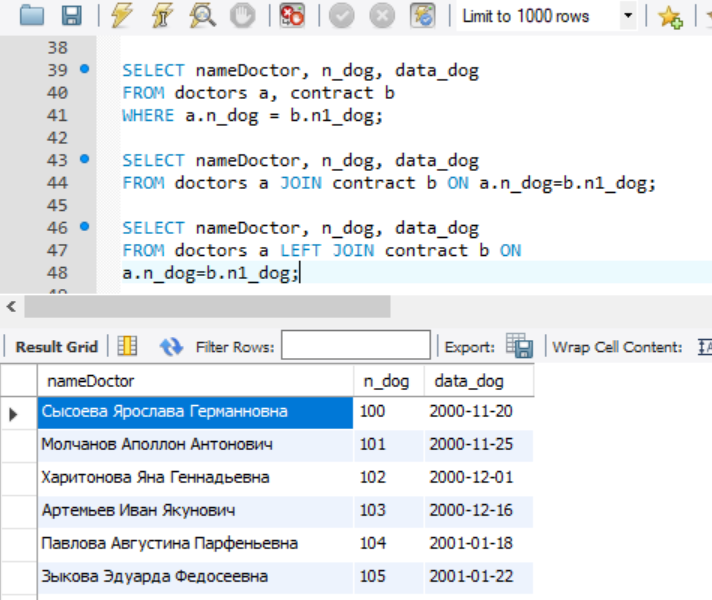 Limit to 1000 rows
38
39 SELECT nameDoctor, n_dog, data_dog
40 FROM doctors a, contract b
41 WHERE a.n_dog = b.n1_dog;
42
43 SELECT nameDoctor, n_dog, data_dog
44 FROM doctors a JOIN contract b ON a.n_dog=b.n1_dog;
45
46 SELECT nameDoctor, n_dog, data_dog
47 FROM doctors a LEFT JOIN contract b ON
48 a.n_dog=b.n1_dog;
Result Grid Filter Rows: Export: Wrap Cell Content:
nameDoctor n_dog data_dog
Сысоева Ярослава Германновна 100 2000-11-20
Молчанов Аполлон Антонович 101 2000-11-25
Харитонова Яна Геннадьевна 102 2000-12-01
Артемьев Иван Якунович 103 2000-12-16
Павлова Августина Парфеньевна 104 2001-01-18
Зыкова Эдуарда Федосеевна 105 2001-01-22